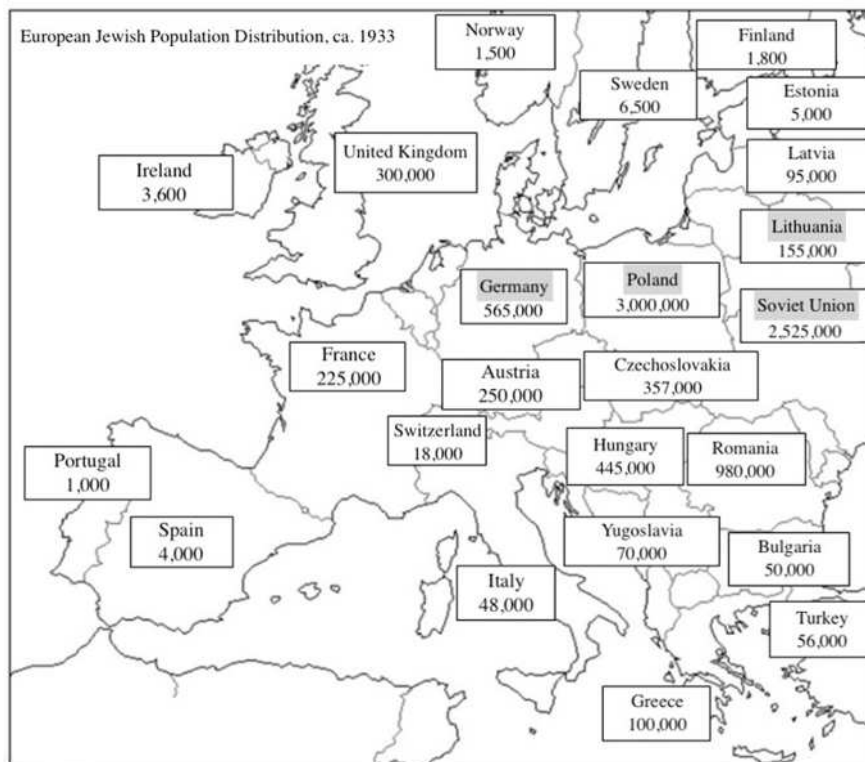 European Jewish Population Distribution, ca. 1933
Norway
1,500
Finland
1,800
Sweden
6,500
Estonia
5,000
United Kingdom
300,000
Latvia
95,000
Ireland
3,600
Lithuania
155,000
Germany
565,000
Poland
3,000,000
Soviet Union
2,525,000
France
225,000
Austria
250,000
Czechoslovakia
357,000
Switzerland
18,000
Hungary
445,000
Romania
980,000
Portugal
1,000
Spain
4,000
Yugoslavia
70,000
Bulgaria
50,000
Italy
48,000
Turkey
56,000
Greece
100,000